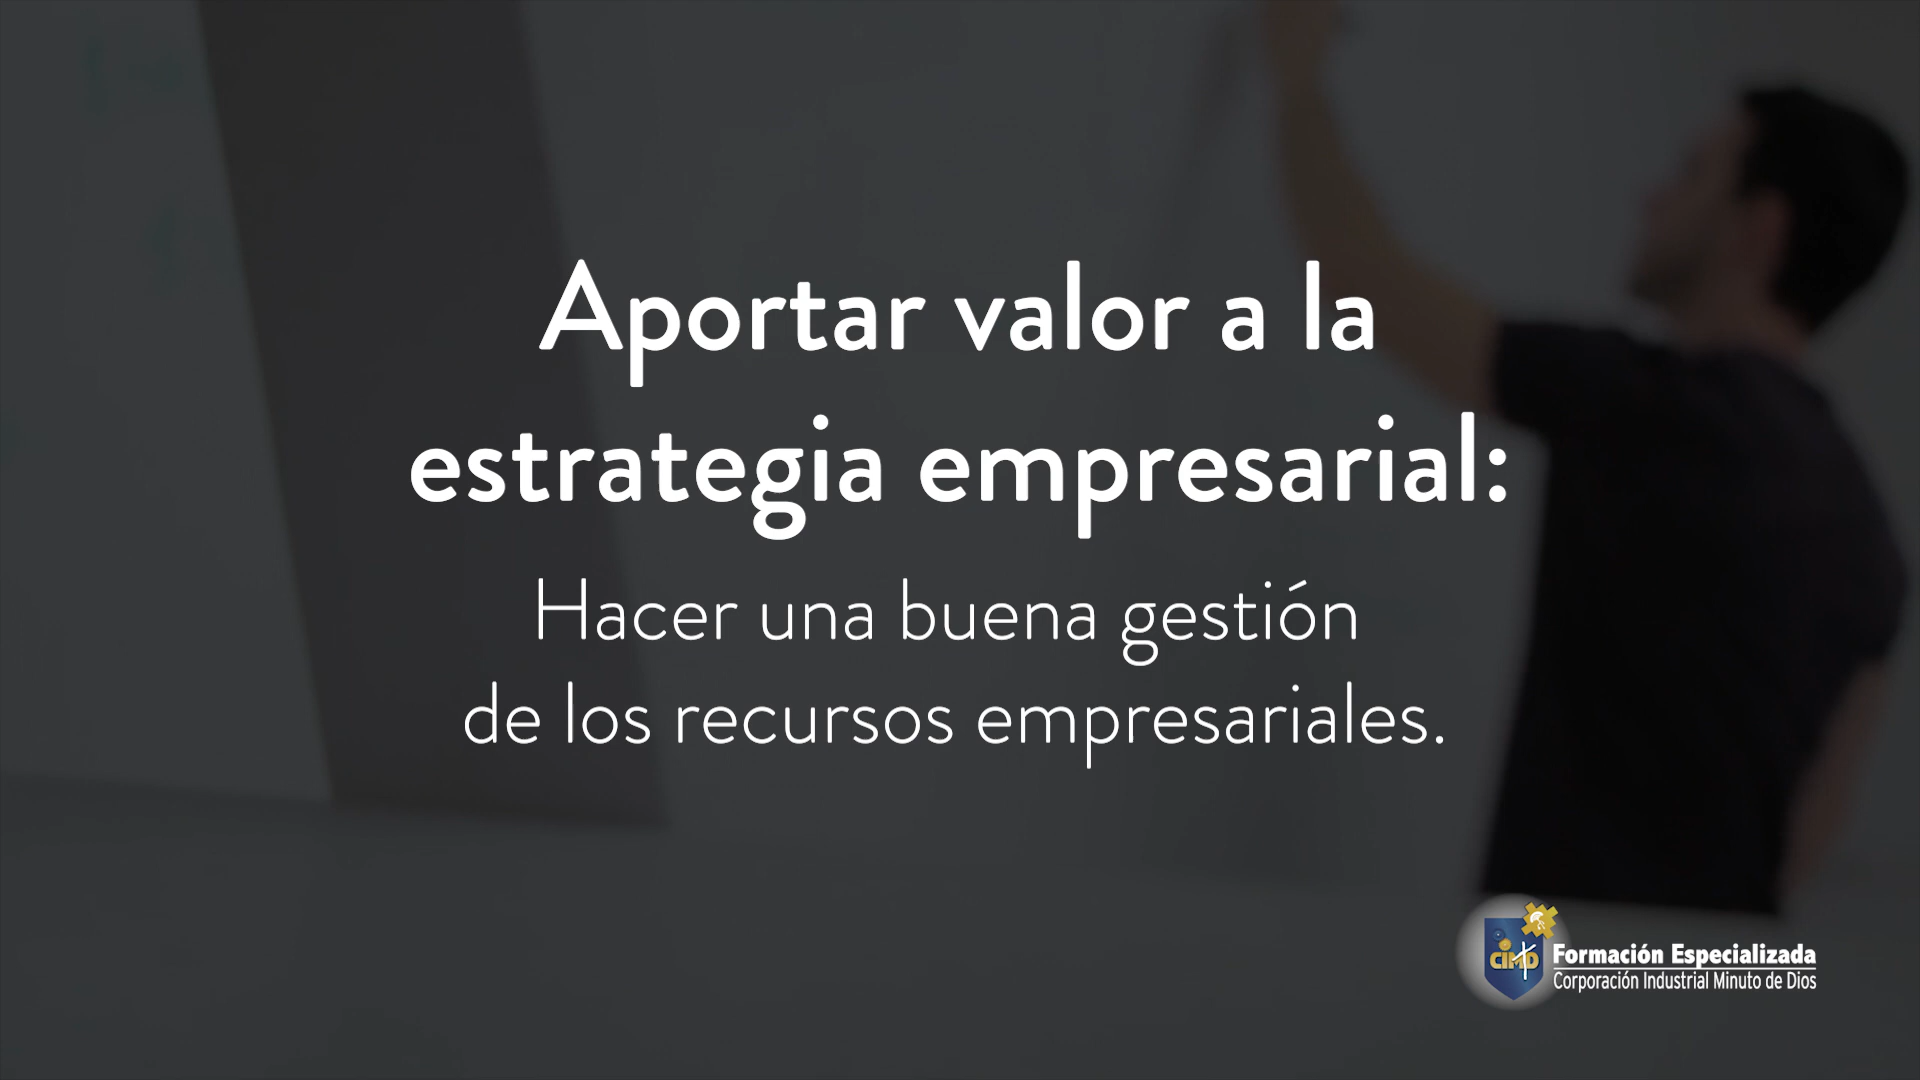 Aportar valor a la
estrategia empresarial:
Hacer una buena gestión
de los recursos empresariales.
CIMD
Formación Especializada
Corporación Industrial Minuto de Dios